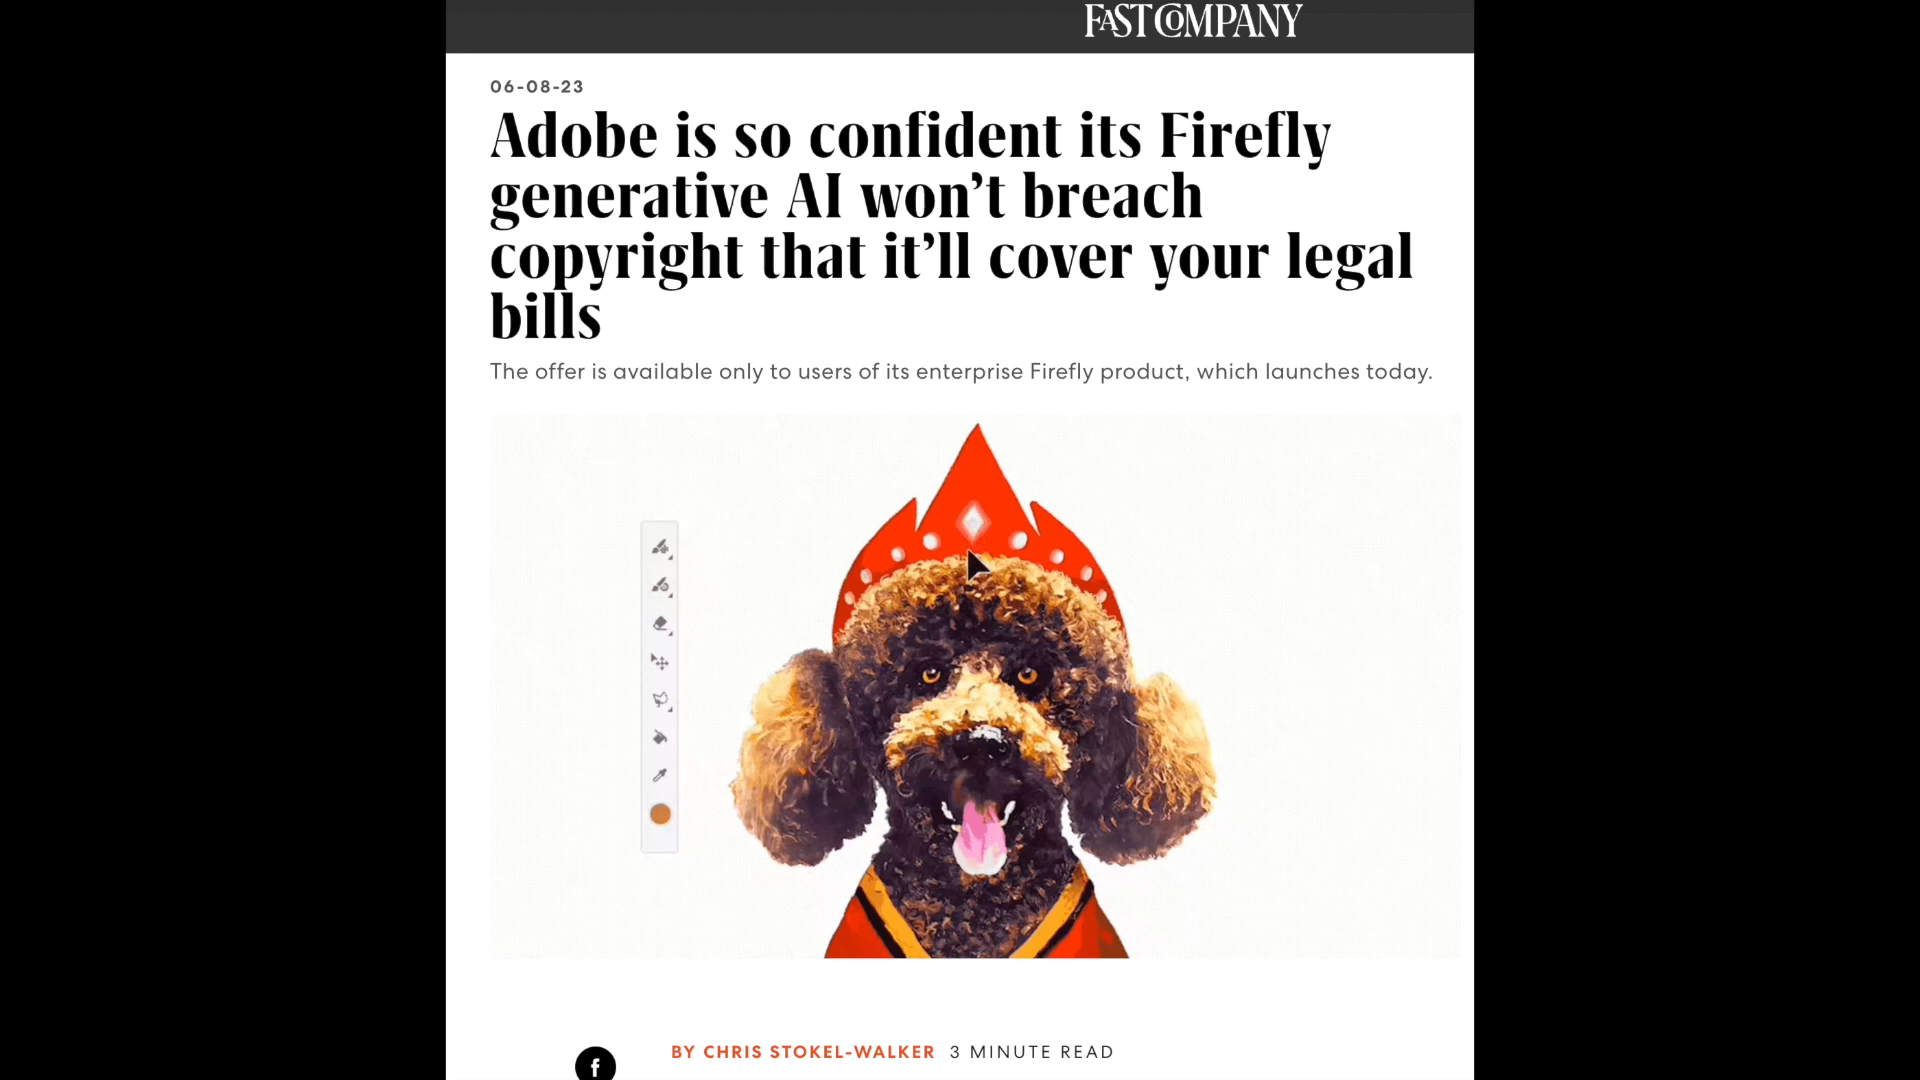 FAST COMPANY
06-08-23
Adobe is so confident its Firefly
generative AI won’t breach
copyright that it’ll cover your legal
bills
The offer is available only to users of its enterprise Firefly product, which launches today.
BY CHRIS STOKEL-WALKER 3 MINUTE READ